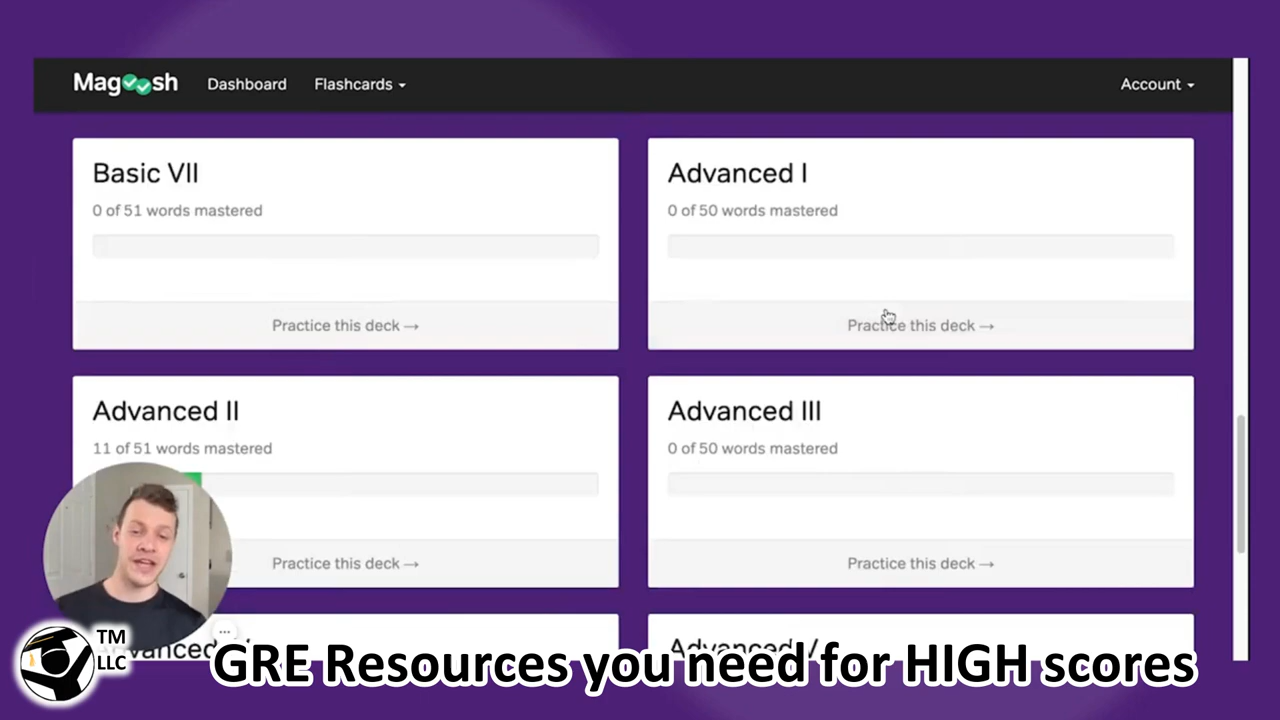 Magoosh Dashboard Flashcards Account
Basic VII Advanced I
0 of 51 words mastered 0 of 50 words mastered
Practice this deck → Practice this deck →
Advanced II Advanced III
11 of 51 words mastered 0 of 50 words mastered
Practice this deck → Practice this deck →
TM
LLC
GRE Resources you need for HIGH scores